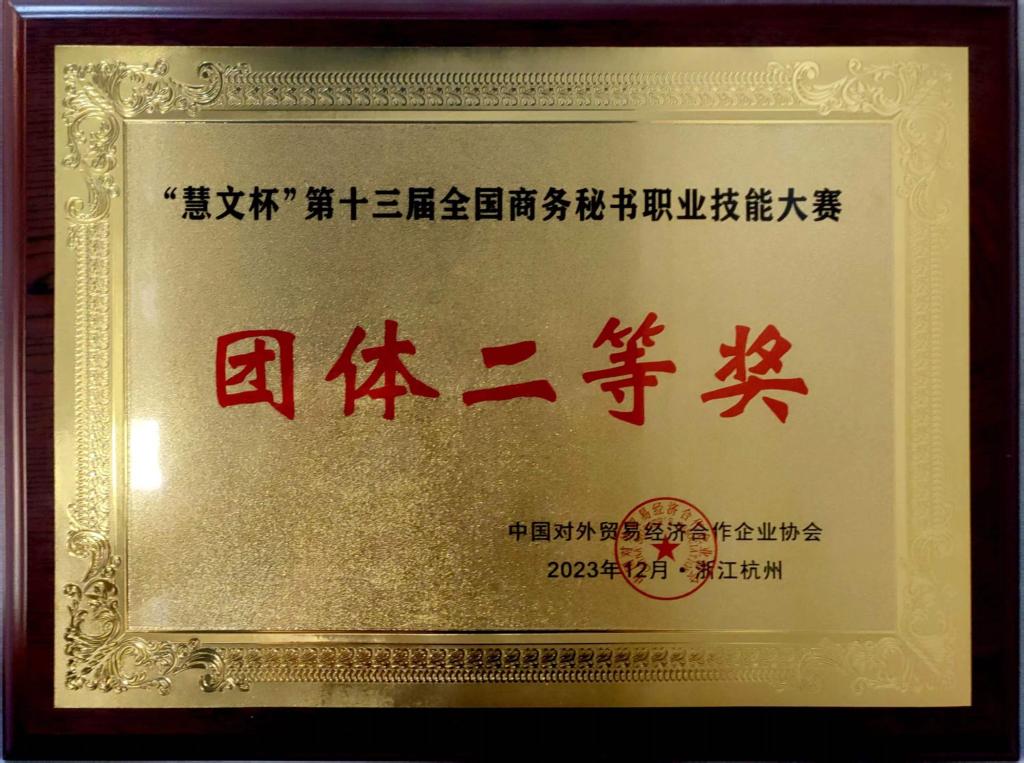 “慧文杯”第十三届全国商务秘书职业技能大赛
团体二等奖
中国对外贸易经济合作企业协会
2023年12月·浙江杭州